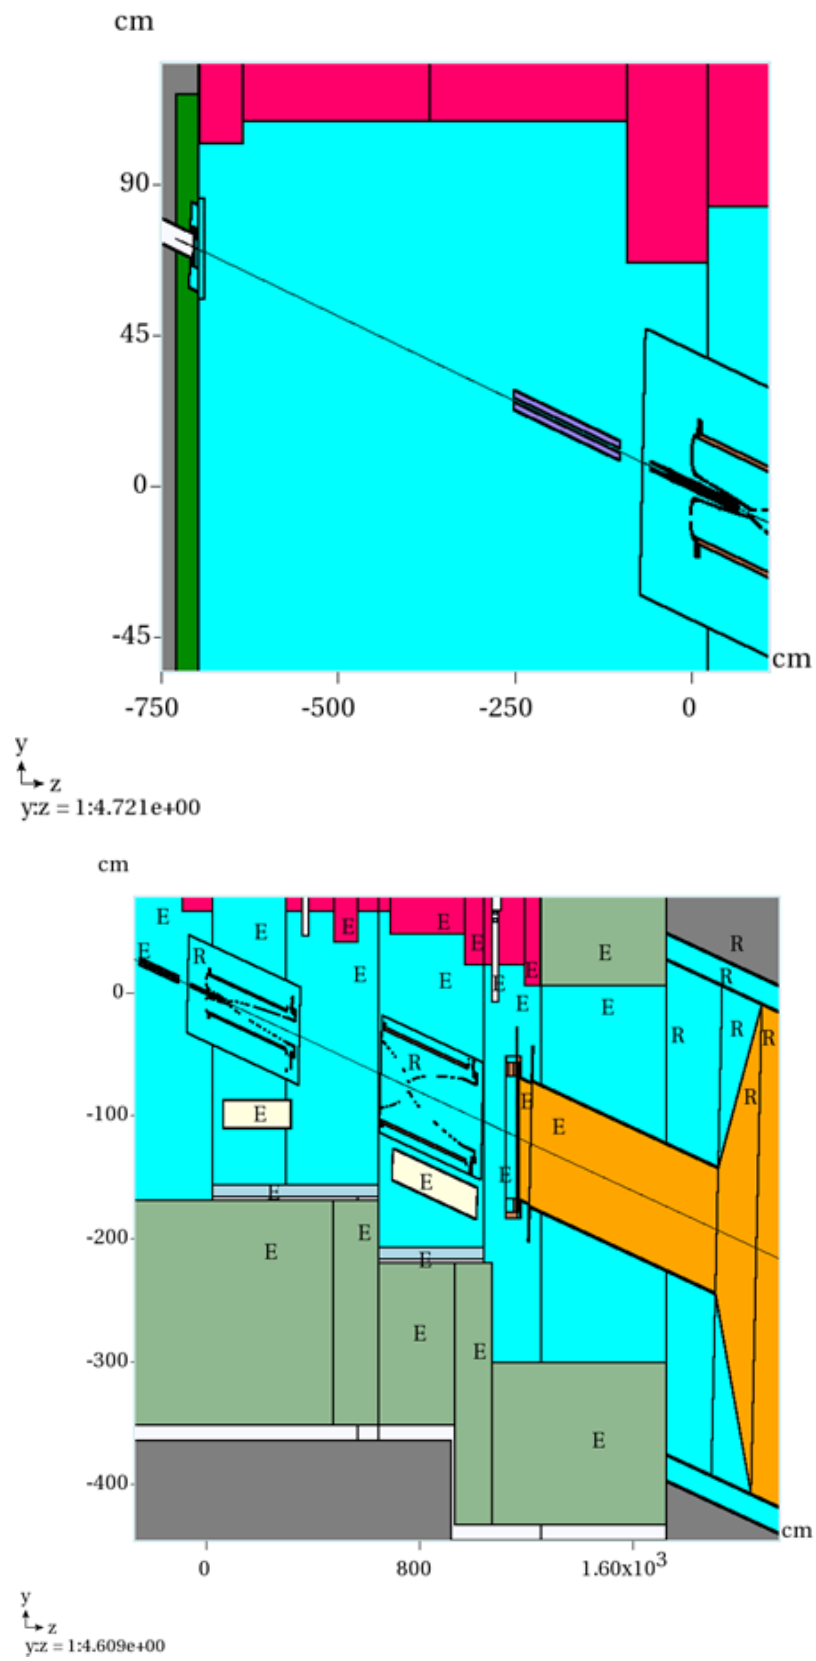 cm
90
45
0
-45
cm
-750 -500 -250 0
y
z
y:z = 1:4.721e+00
cm
E E E E E
E R E E E R
E E E R
0 E E R R R
R
-100 E E E R
E E
-200 E E E E
-300 E E
E
-400
cm
0 800 1.60x10³
y
z
y:z = 1:4.609e+00